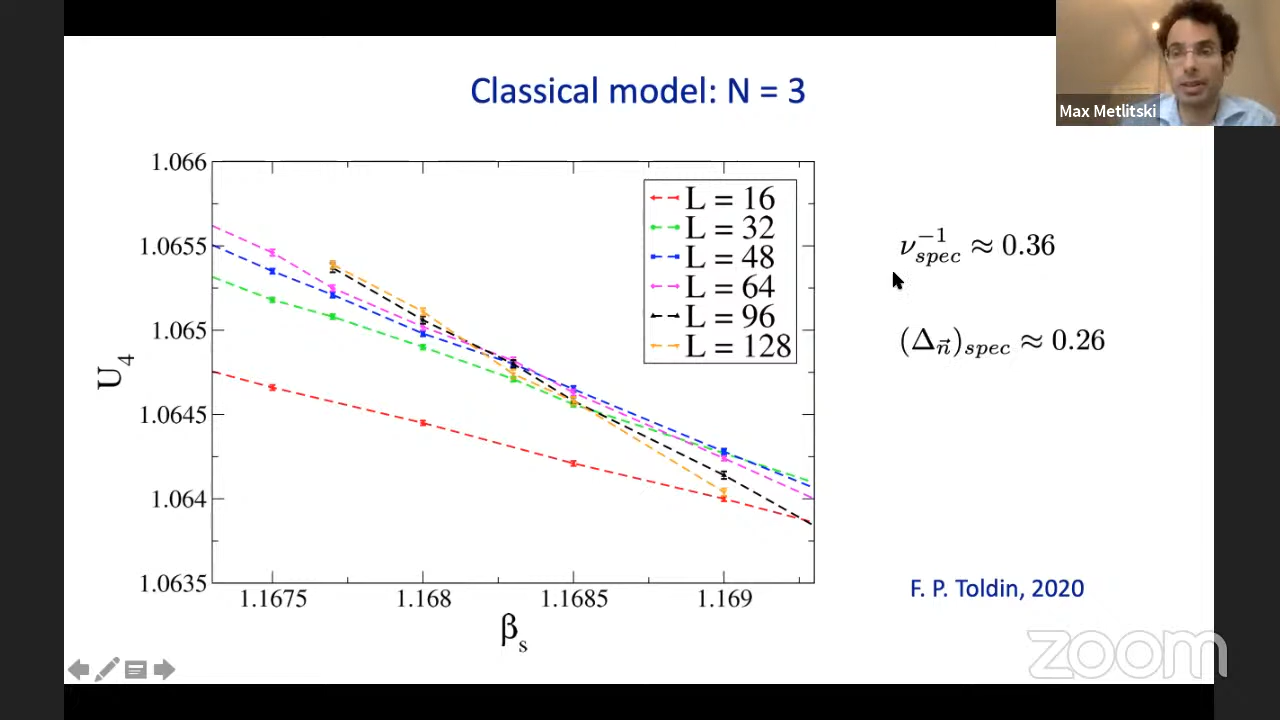 Classical model: N = 3
Max Metlitski
1.066
1.0655
1.065
1.0645
1.064
1.0635
U4
L = 16
L = 32
L = 48
L = 64
L = 96
L = 128
1.1675
1.168
1.1685
1.169
βs
ν⁻¹spec ≈ 0.36
(Δn⃗)spec ≈ 0.26
F. P. Toldin, 2020
zoom